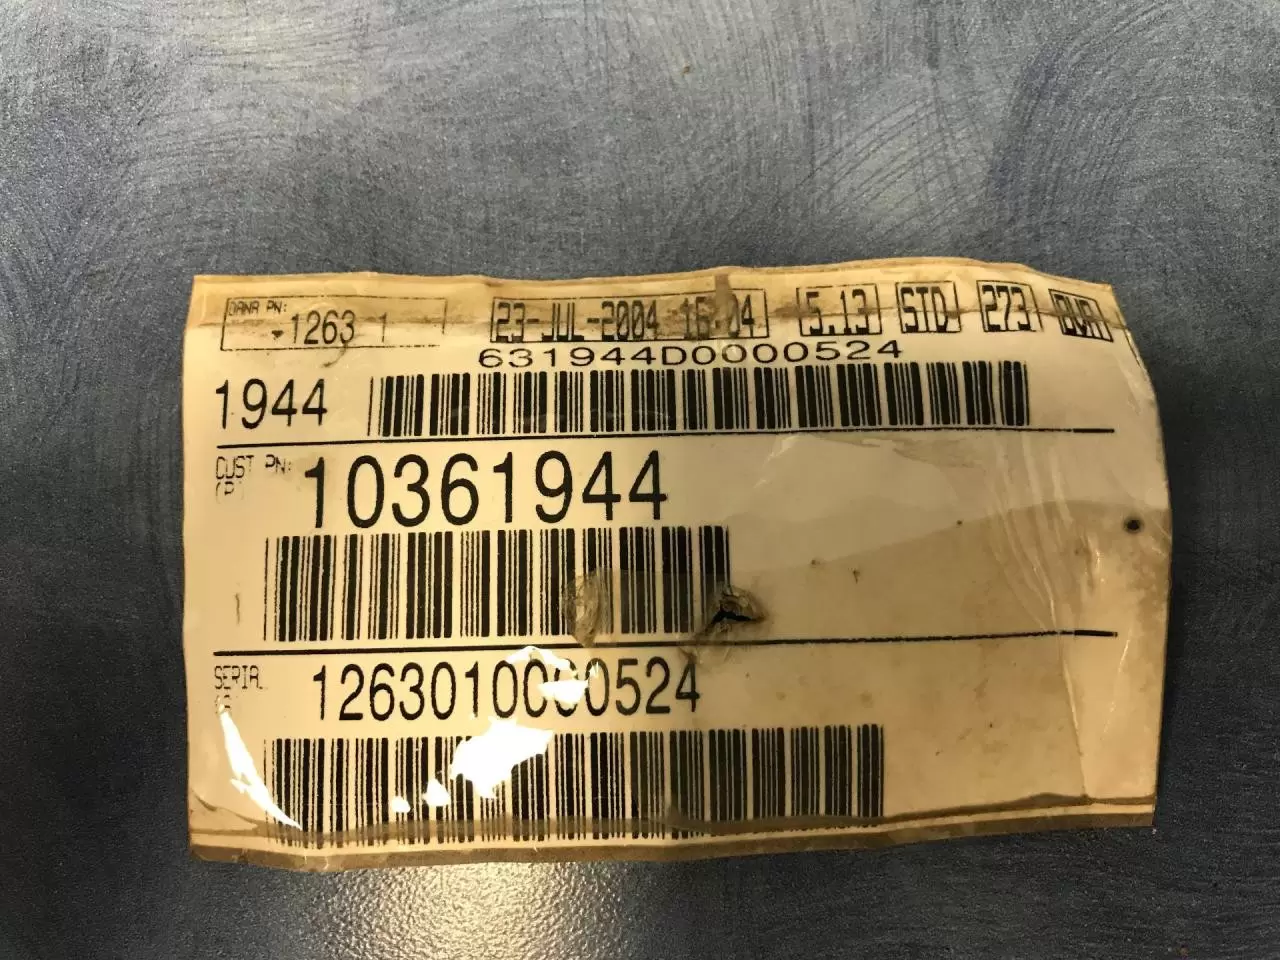 DANA PN:
1263 1
23-JUL-2004 16:04 5.13 STD 273
631944D0000524
1944
CUST PN:
(P)
10361944
SERIAL
(S)
1263010000524